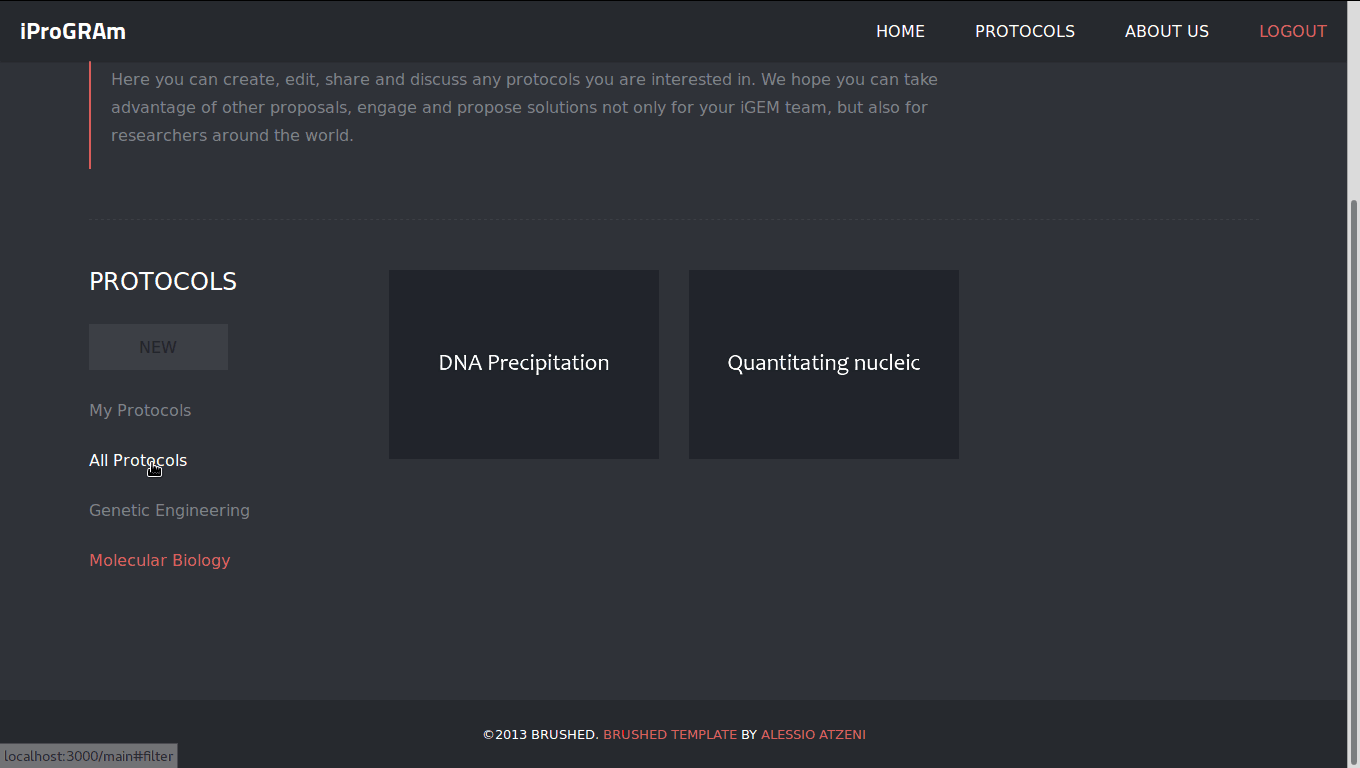 iProGRAm
HOME PROTOCOLS ABOUT US LOGOUT
Here you can create, edit, share and discuss any protocols you are interested in. We hope you can take
advantage of other proposals, engage and propose solutions not only for your iGEM team, but also for
researchers around the world.
PROTOCOLS
NEW
My Protocols
All Protocols
Genetic Engineering
Molecular Biology
DNA Precipitation
Quantitating nucleic
©2013 BRUSHED. BRUSHED TEMPLATE BY ALESSIO ATZENI
localhost:3000/main#filter